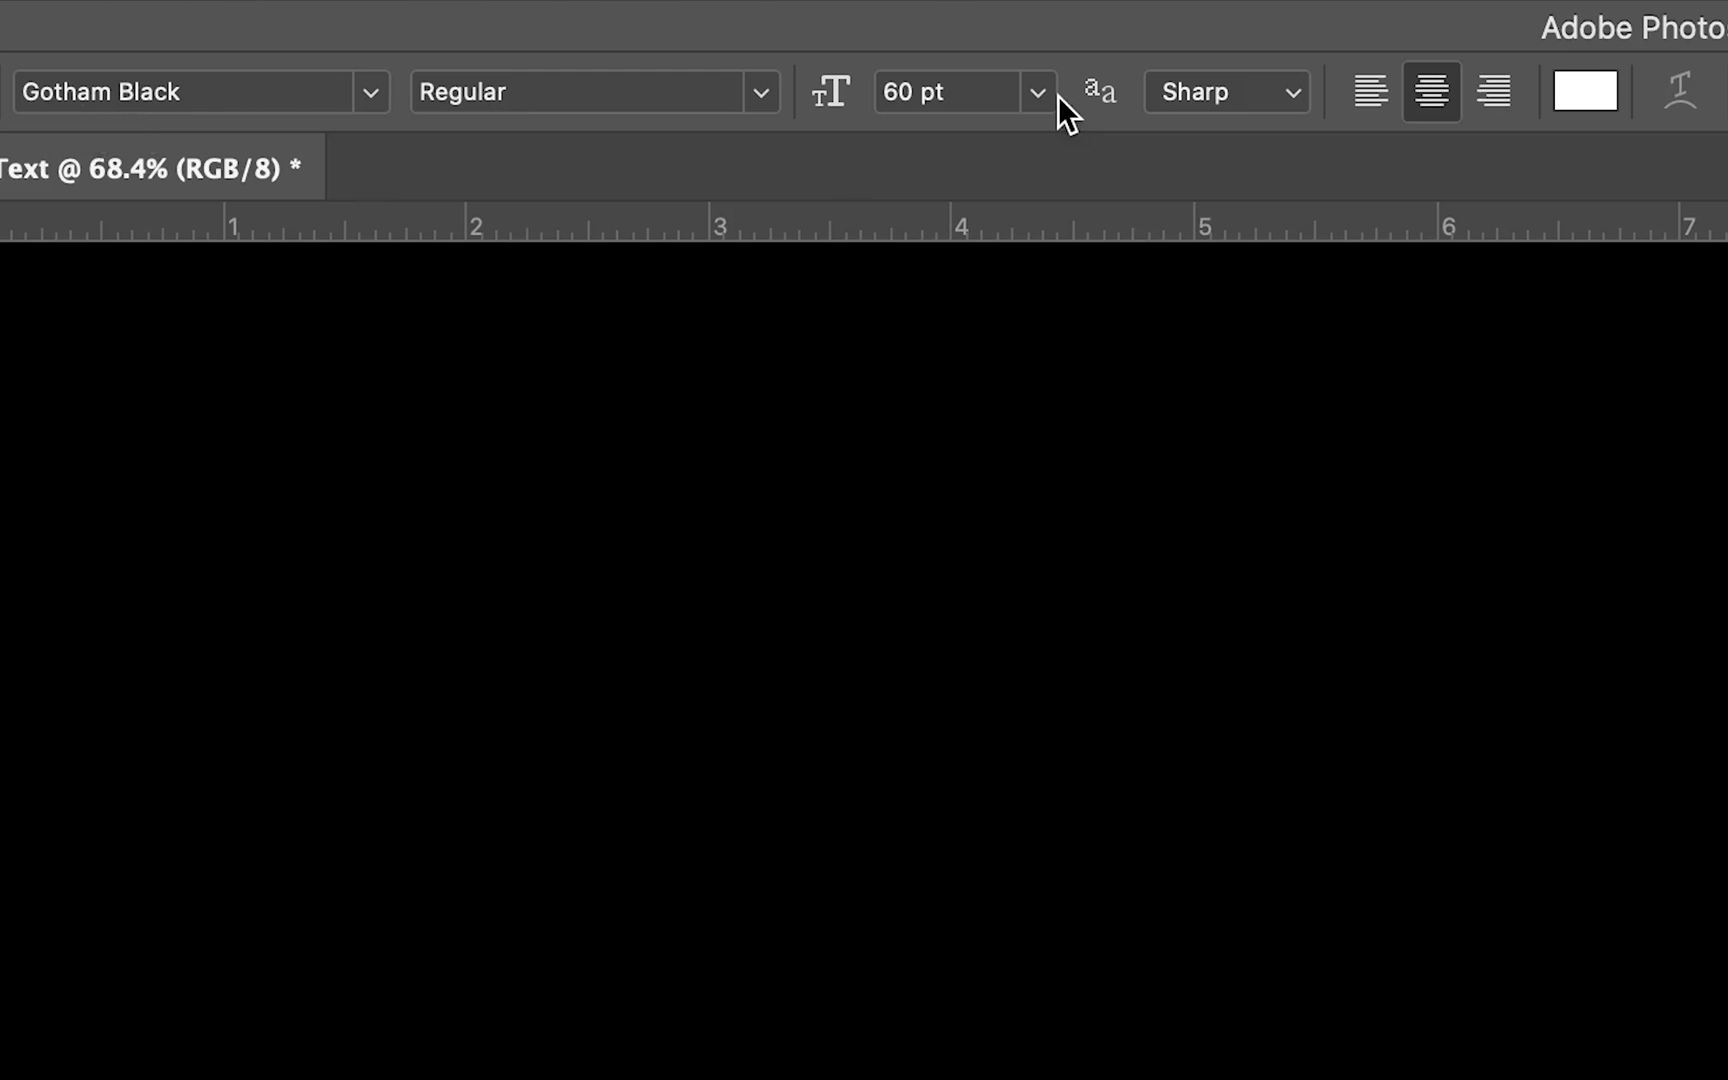 Adobe Photo
Gotham Black Regular 60 pt Sharp
Text @ 68.4% (RGB/8) *
1 2 3 4 5 6 7